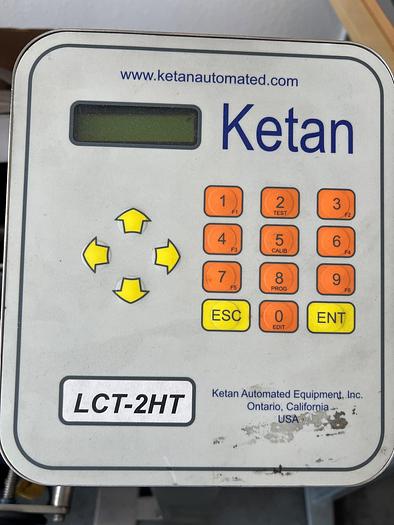 www.ketanautomated.com
Ketan
1 F1
2 TEST
3 F2
4 F3
5 CALIB
6 F4
7 F5
8 PROG
9 F6
ESC
0 EDIT
ENT
LCT-2HT
Ketan Automated Equipment, Inc.
Ontario, California
USA